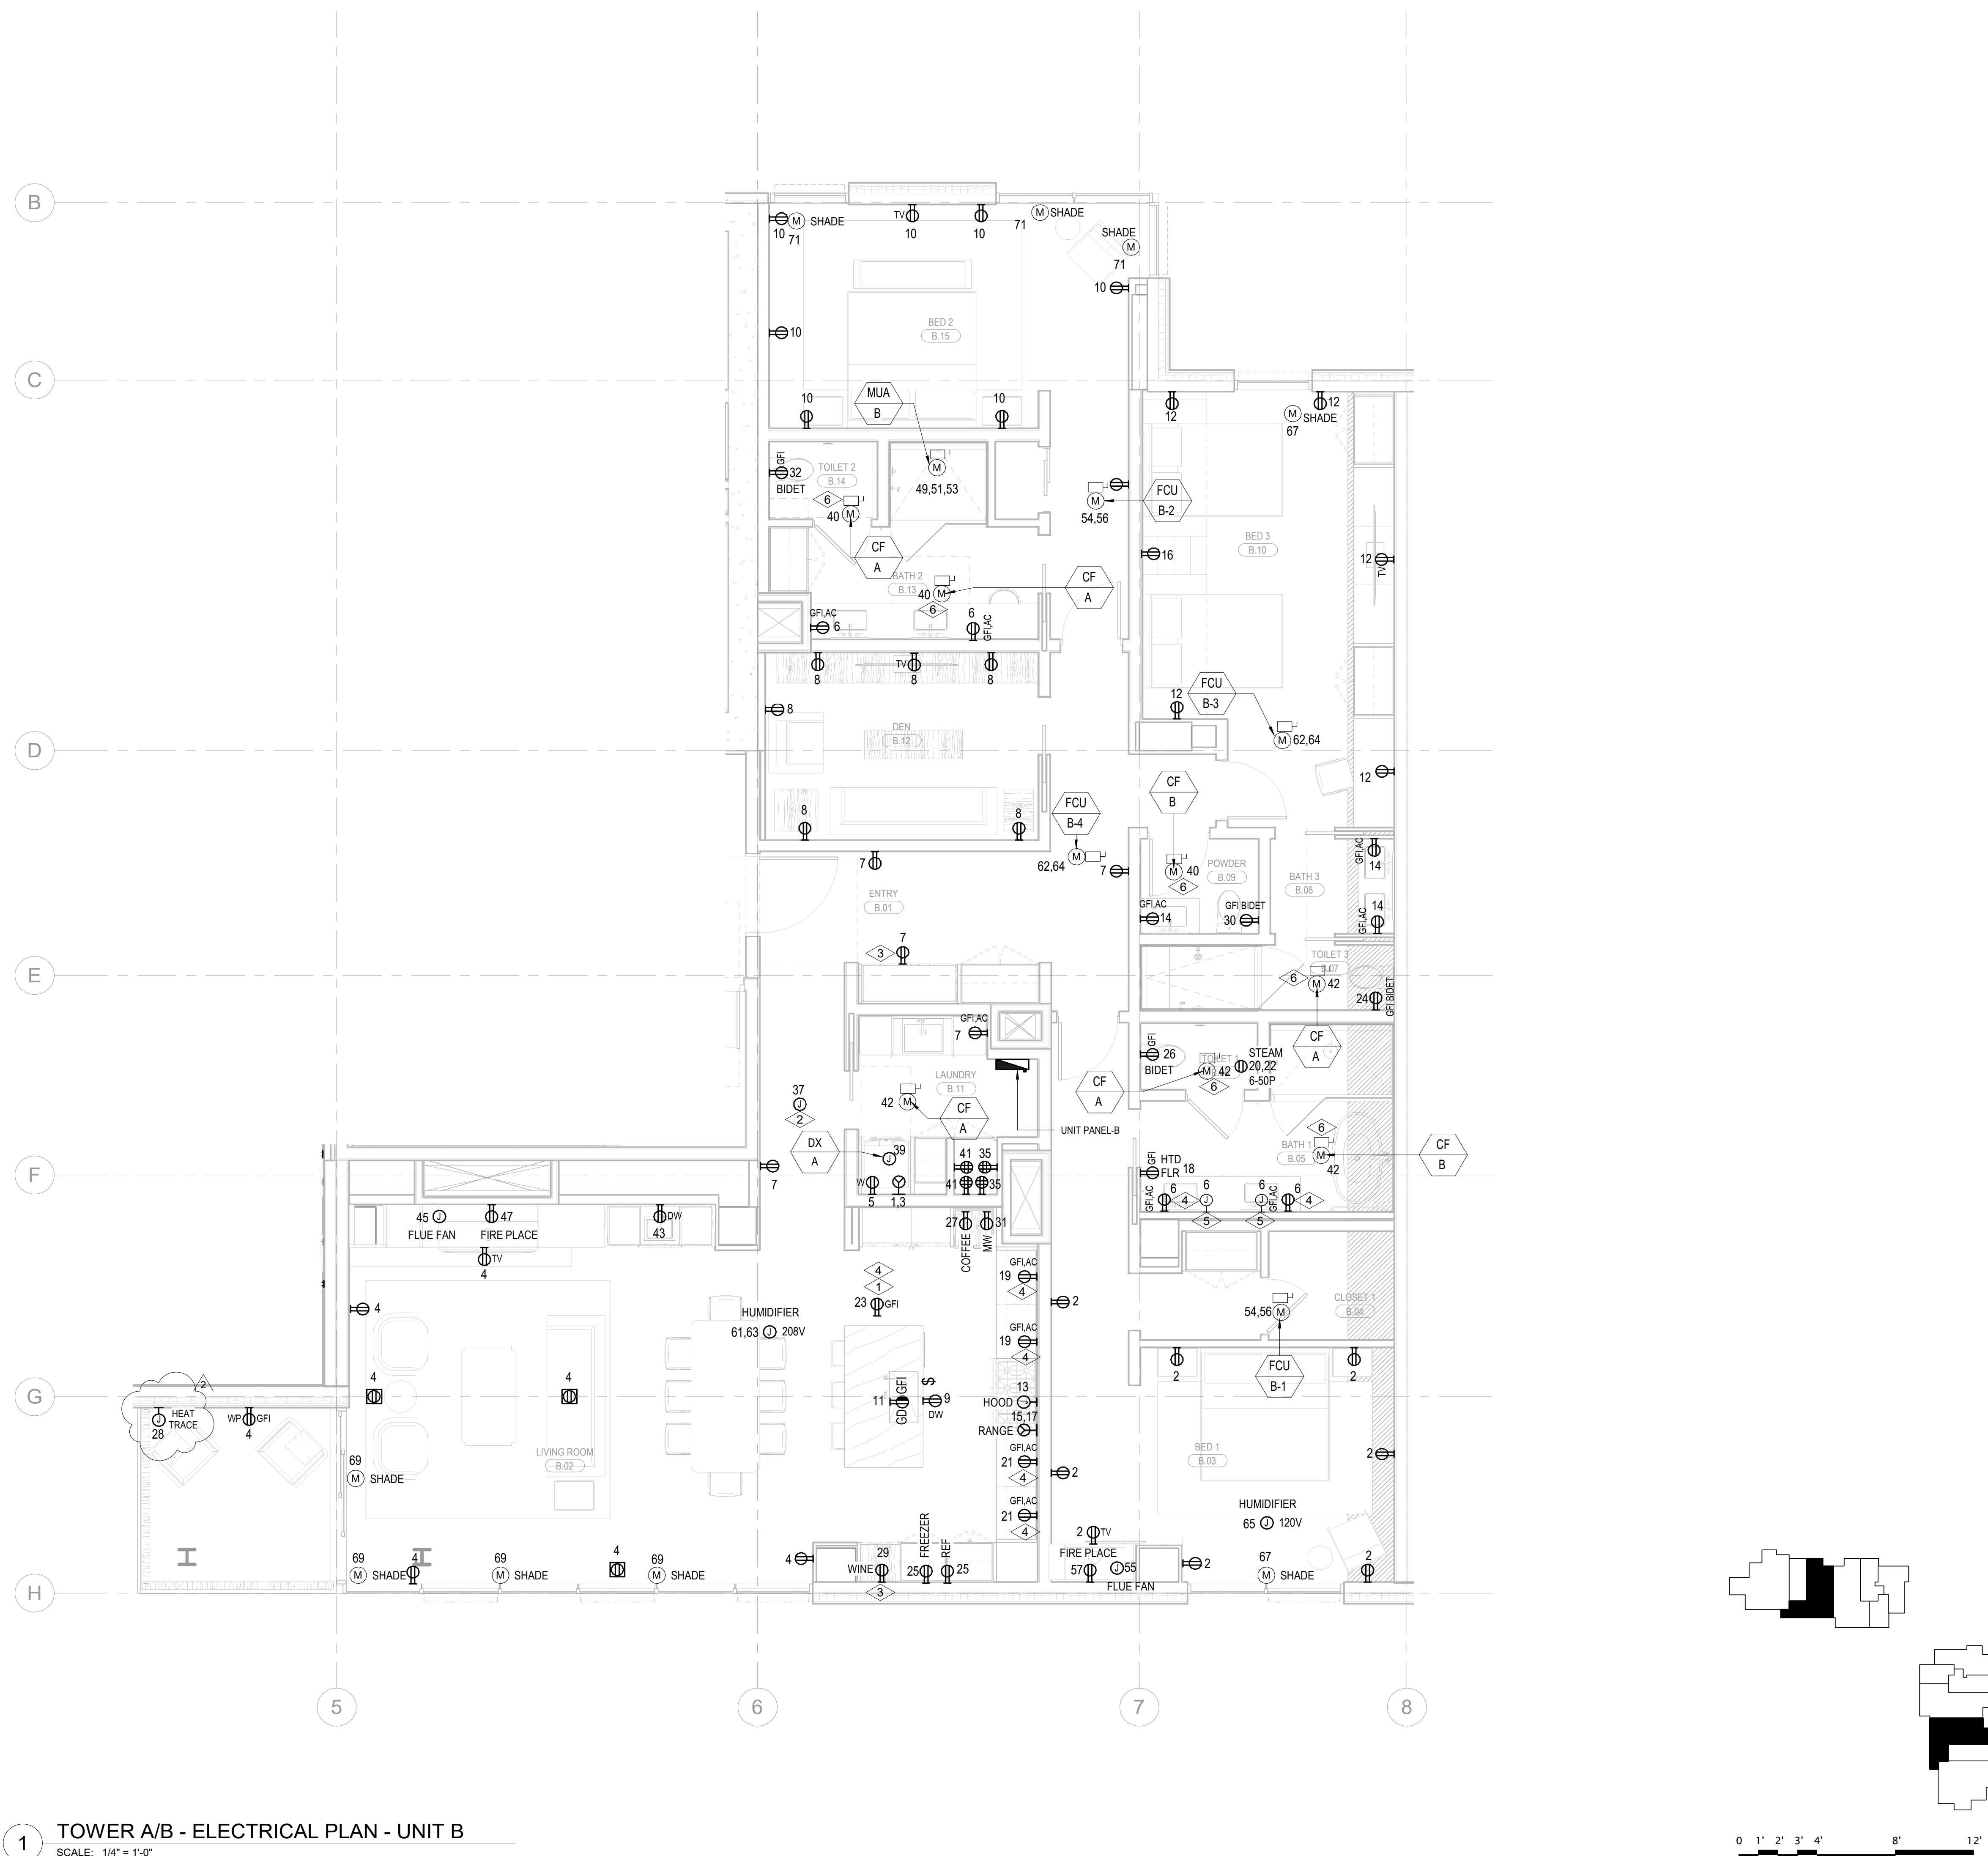 B
SHADE
TV
SHADE
10 71
10
10
71
SHADE
71
10
10
BED 2
B.15
C
MUA
B
10
10
12
12
SHADE
67
GFI
32
BIDET
TOILET 2
B.14
6
40
49,51,53
FCU
B-2
54,56
CF
A
BED 3
B.10
16
12
TV
BATH 2
B.13
40
6
CF
A
GFI,AC
6
6
GFI,AC
TV
8
8
8
FCU
B-3
12
8
DEN
B.12
62,64
D
12
CF
B
FCU
B-4
8
8
7
62,64
7
40
6
POWDER
B.09
BATH 3
B.08
GFI,AC
14
ENTRY
B.01
GFI,AC
14
GFI BIDET
30
14
GFI,AC
7
3
TOILET 3
B.07
E
6
42
24
GFI BIDET
GFI,AC
7
CF
A
GFI
26
BIDET
TOILET 1
42
6
STEAM
20,22
6-50P
LAUNDRY
B.11
37
2
42
CF
A
CF
A
UNIT PANEL-B
6
DX
A
39
41
35
BATH 1
B.05
42
CF
B
F
7
W
5
1,3
41
35
GFI
HTD
FLR
18
GFI,AC
6
4
6
5
6
5
GFI,AC
6
4
45
FLUE FAN
47
FIRE PLACE
DW
43
27
COFFEE
31
MW
TV
4
4
1
23
GFI
GFI,AC
19
4
4
HUMIDIFIER
61,63
208V
2
54,56
CLOSET 1
B.04
GFI,AC
19
4
FCU
B-1
2
2
2
4
4
G
HEAT
TRACE
28
WP
GFI
4
11
GD
GFI
$
9
DW
13
HOOD
15,17
RANGE
GFI,AC
21
4
BED 1
B.03
2
LIVING ROOM
B.02
69
SHADE
2
GFI,AC
21
4
HUMIDIFIER
65
120V
69
SHADE
4
69
SHADE
4
69
SHADE
4
29
WINE
3
FREEZER
25
REF
25
2
TV
FIRE PLACE
57
55
FLUE FAN
2
67
SHADE
2
H
5
6
7
8
1
TOWER A/B - ELECTRICAL PLAN - UNIT B
SCALE: 1/4" = 1'-0"
0 1' 2' 3' 4' 8' 12'